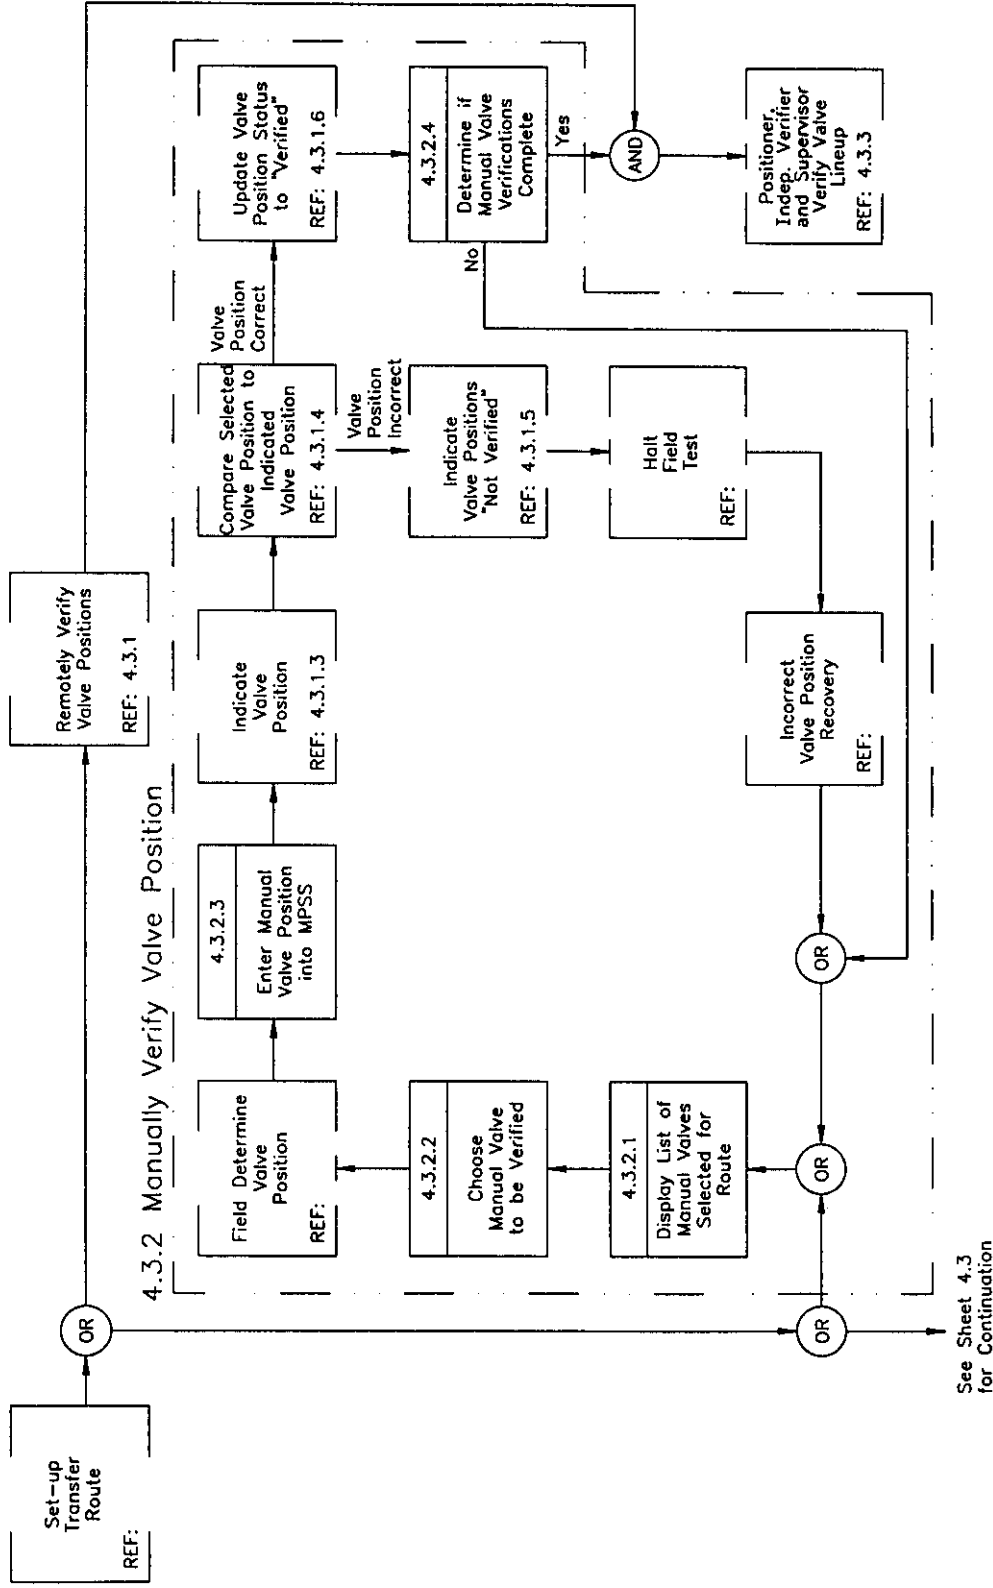 Set-up
Transfer
Route
REF:
OR
Remotely Verify
Valve Positions
REF: 4.3.1
4.3.2 Manually Verify Valve Position
Field Determine
Valve
Position
REF:
4.3.2.3
Enter Manual
Valve Position
into MPSS
Indicate
Valve
Position
REF: 4.3.1.3
Compare Selected
Valve Position to
Indicated
Valve Position
REF: 4.3.1.4
Valve
Position
Correct
Update Valve
Position Status
to "Verified"
REF: 4.3.1.6
4.3.2.2
Choose
Manual Valve
to be Verified
Valve
Position
Incorrect
Indicate
Valve Positions
"Not Verified"
REF: 4.3.1.5
4.3.2.4
Determine if
Manual Valve
Verifications
Complete
No
Yes
4.3.2.1
Display List of
Manual Valves
Selected for
Route
Halt
Field
Test
REF:
AND
OR
OR
OR
Incorrect
Valve Position
Recovery
REF:
Positioner,
Indep. Verifier
and Supervisor
Verify Valve
Lineup
REF: 4.3.3
See Sheet 4.3
for Continuation